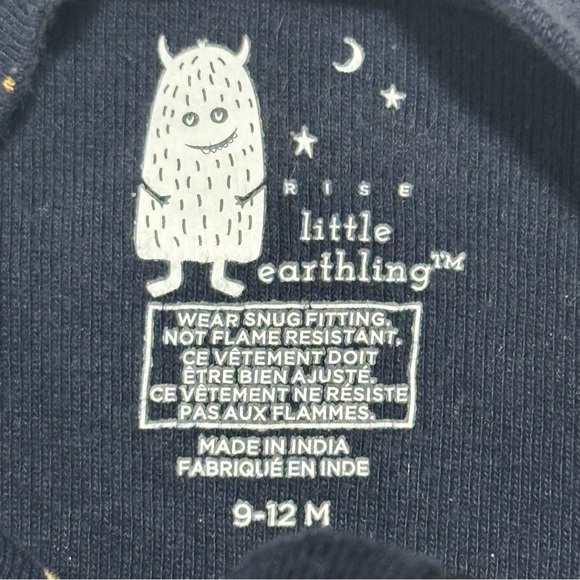 RISE
little
earthling™
WEAR SNUG FITTING.
NOT FLAME RESISTANT.
CE VÊTEMENT DOIT
ÊTRE BIEN AJUSTÉ.
CE VÊTEMENT NE RÉSISTE
PAS AUX FLAMMES.
MADE IN INDIA
FABRIQUÉ EN INDE
9-12 M